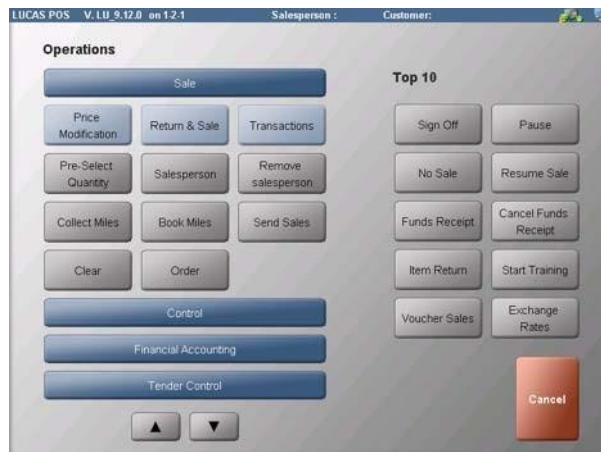 LUCAS POS V. LU_9.12.0 on 1-2-1 Salesperson : Customer:
Operations
Sale
Price
Modification
Return & Sale
Transactions
Pre-Select
Quantity
Salesperson
Remove
salesperson
Collect Miles
Book Miles
Send Sales
Clear
Order
Control
Financial Accounting
Tender Control
Top 10
Sign Off
Pause
No Sale
Resume Sale
Funds Receipt
Cancel Funds
Receipt
Item Return
Start Training
Voucher Sales
Exchange
Rates
Cancel